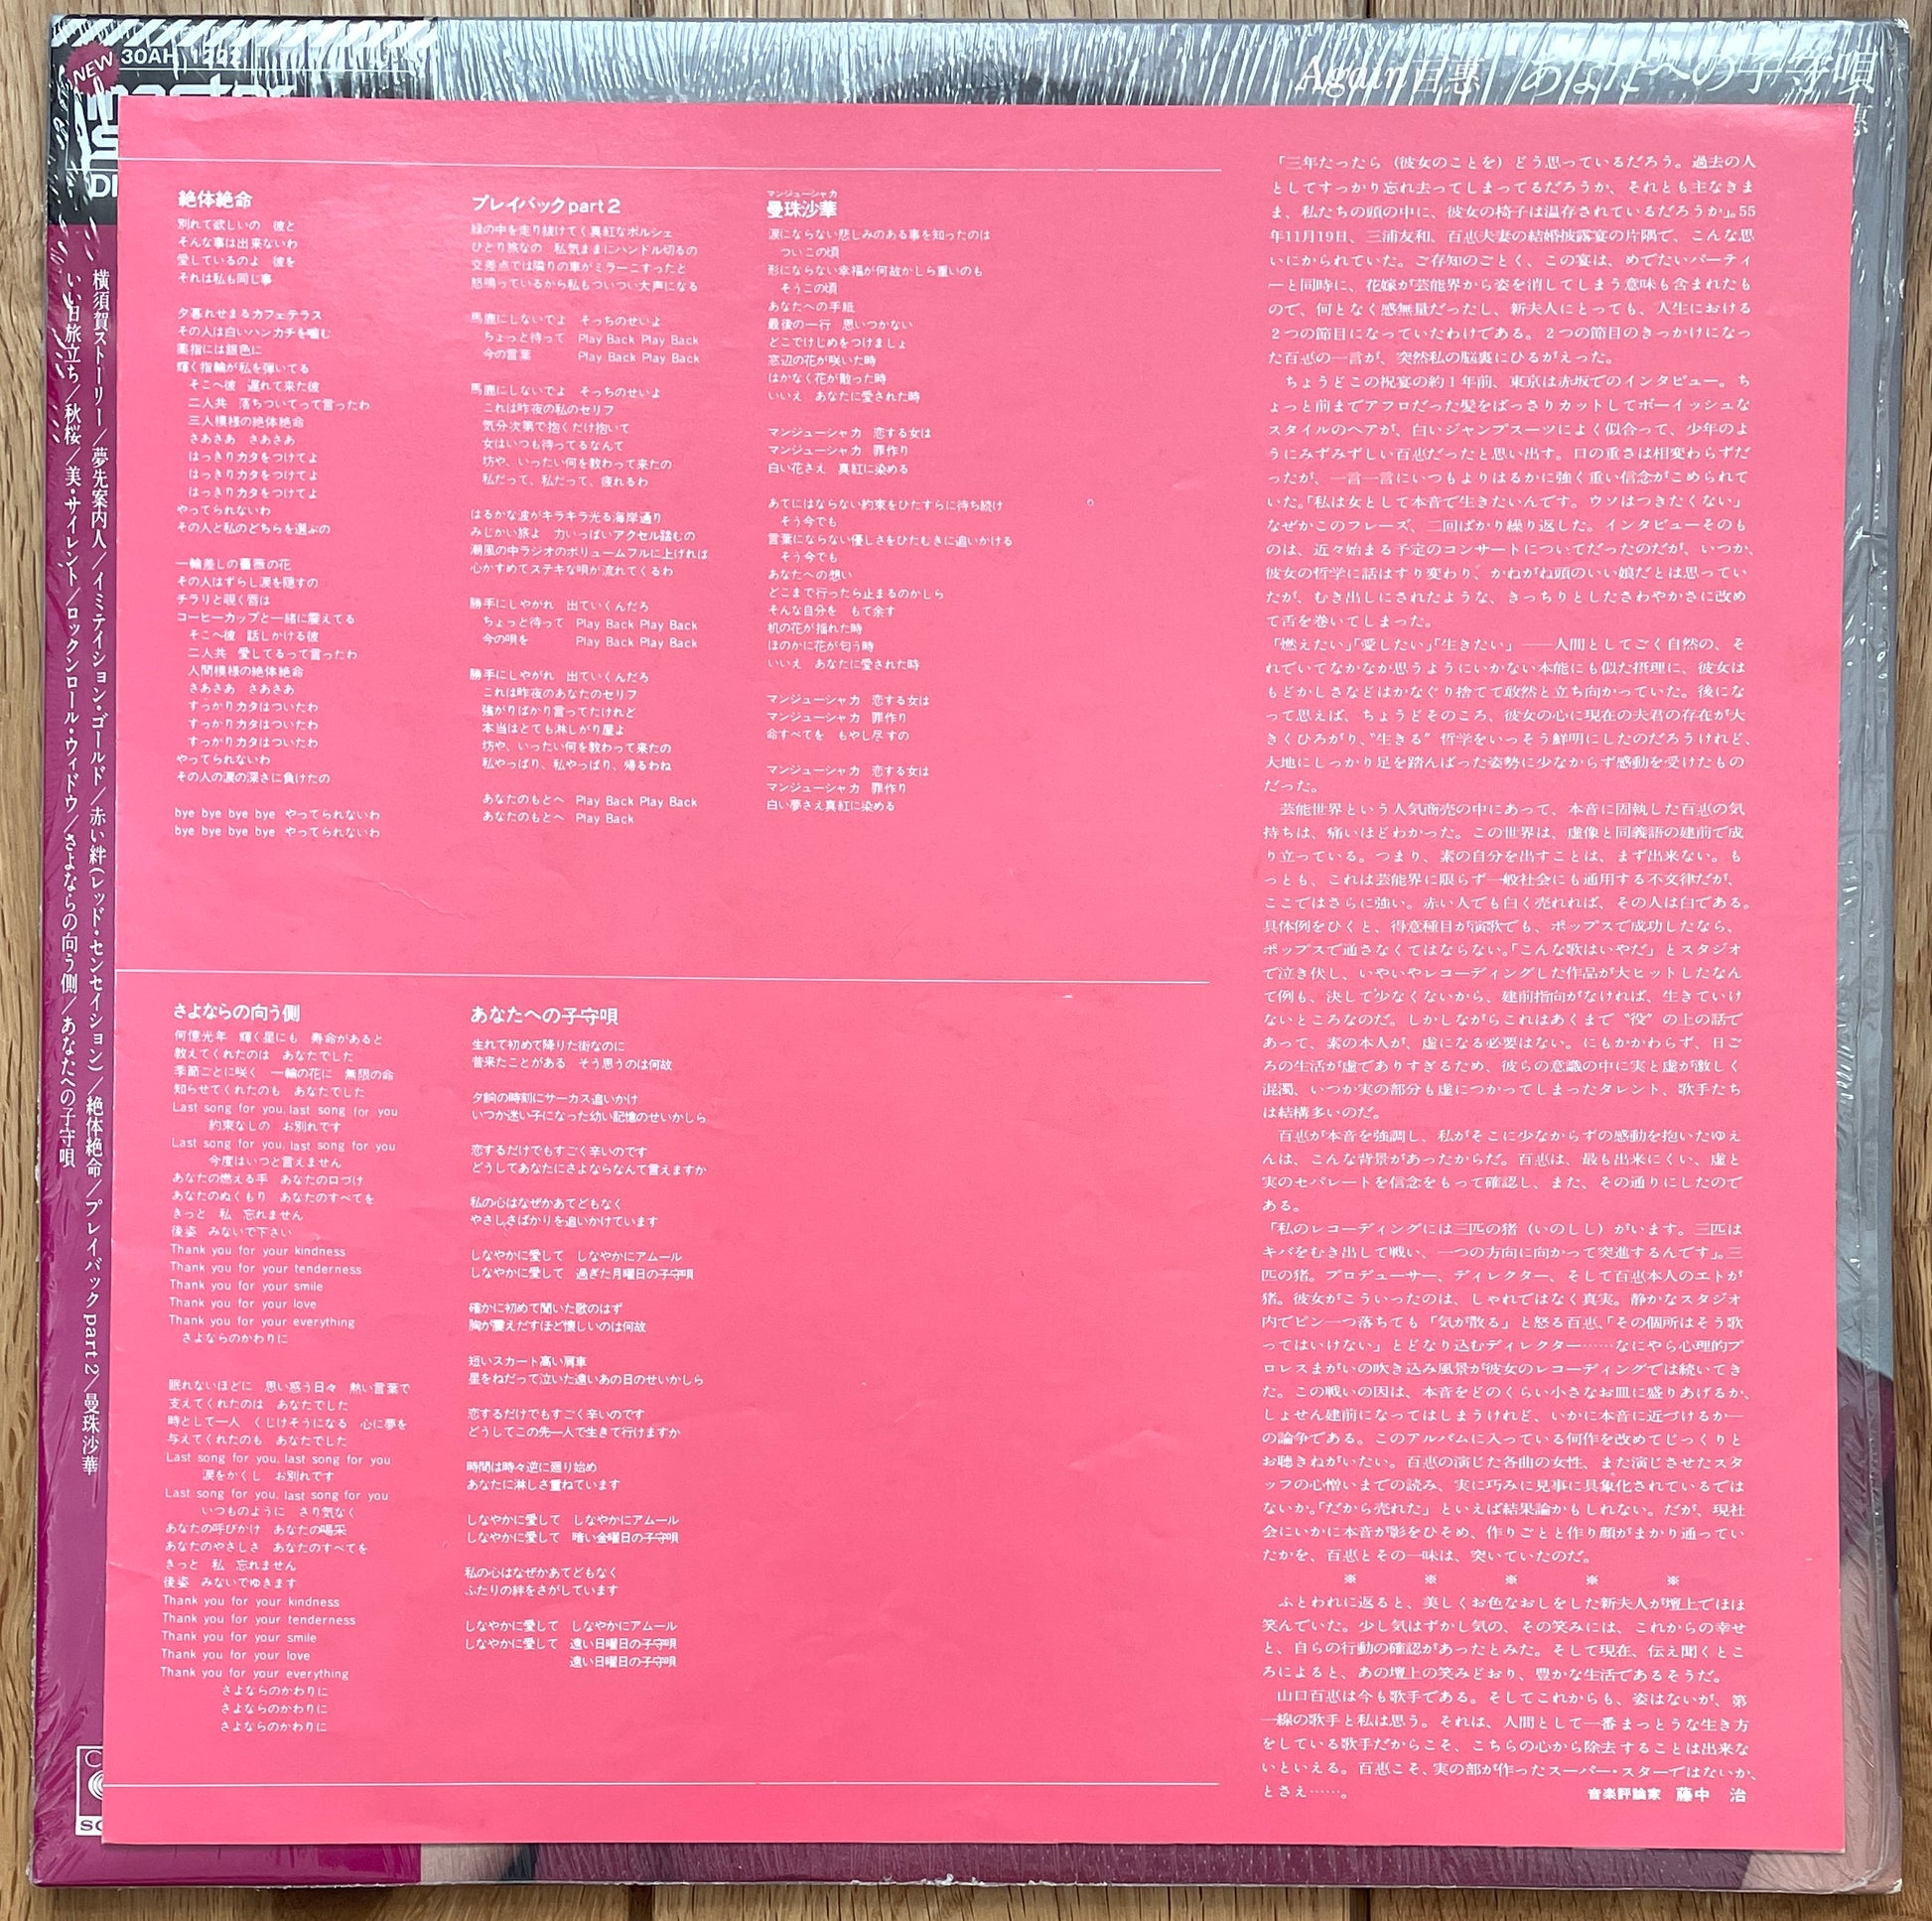 30AH 1222
NEW
Again 百恵 あなたへの子守唄
横須賀ストーリー/夢先案内人/イミテイション・ゴールド/赤い絆(レッド・センセイション)/絶体絶命/プレイバック part 2/曼珠沙華
いい日旅立ち/秋桜/美・サイレント/ロックンロール・ウィドウ/さよならの向う側/あなたへの子守唄
絶体絶命
別れて欲しいの 彼と
そんな事は出来ないわ
愛しているのよ 彼を
それは私も同じ事
夕暮れせまるカフェテラス
その人は白いハンカチを噛む
薬指には銀色に
輝く指輪が私を弾いてる
そこへ彼 遅れて来た彼
二人共 落ちついてって言ったわ
三人模様の絶体絶命
さあさあ さあさあ
はっきりカタをつけてよ
はっきりカタをつけてよ
はっきりカタをつけてよ
やってられないわ
その人と私のどちらを選ぶの
一輪差しの薔薇の花
その人はずらし涙を隠すの
チラリと覗く唇は
コーヒーカップと一緒に震えてる
そこへ彼 話しかける彼
二人共 愛してるって言ったわ
人間模様の絶体絶命
さあさあ さあさあ
すっかりカタはついたわ
すっかりカタはついたわ
すっかりカタはついたわ
やってられないわ
その人の涙の深さに負けたの
bye bye bye bye やってられないわ
bye bye bye bye やってられないわ
プレイバックpart 2
緑の中を走り抜けてく真紅なポルシェ
ひとり旅なの 私気ままにハンドル切るの
交差点では隣りの車がミラーこすったと
怒鳴っているから私もついつい大声になる
馬鹿にしないでよ そっちのせいよ
ちょっと待って Play Back Play Back
今の言葉 Play Back Play Back
馬鹿にしないでよ そっちのせいよ
これは昨夜の私のセリフ
気分次第で抱くだけ抱いて
女はいつも待ってるなんて
坊や、いったい何を教わって来たの
私だって、私だって、疲れるわ
はるかな波がキラキラ光る海岸通り
みじかい旅よ 力いっぱいアクセル踏むの
潮風の中ラジオのボリュームフルに上げれば
心かすめてステキな唄が流れてくるわ
勝手にしやがれ 出ていくんだろ
ちょっと待って Play Back Play Back
今の唄を Play Back Play Back
勝手にしやがれ 出ていくんだろ
これは昨夜のあなたのセリフ
強がりばかり言ってたけれど
本当はとても淋しがり屋よ
坊や、いったい何を教わって来たの
私やっぱり、私やっぱり、帰るわね
あなたのもとへ Play Back Play Back
あなたのもとへ Play Back
マンジューシャカ
曼珠沙華
涙にならない悲しみのある事を知ったのは
ついこの頃
形にならない幸福が何故かしら重いのも
そうこの頃
あなたへの手紙
最後の一行 思いつかない
どこでけじめをつけましょ
窓辺の花が咲いた時
はかなく花が散った時
いいえ あなたに愛された時
マンジューシャカ 恋する女は
マンジューシャカ 罪作り
白い花さえ 真紅に染める
あてにはならない約束をひたすらに待ち続け
そう今でも
言葉にならない優しさをひたむきに追いかける
そう今でも
あなたへの想い
どこまで行ったら止まるのかしら
そんな自分を もて余す
机の花が揺れた時
ほのかに花が匂う時
いいえ あなたに愛された時
マンジューシャカ 恋する女は
マンジューシャカ 罪作り
命すべてを もやし尽すの
マンジューシャカ 恋する女は
マンジューシャカ 罪作り
白い夢さえ真紅に染める
さよならの向う側
何億光年 輝く星にも 寿命があると
教えてくれたのは あなたでした
季節ごとに咲く 一輪の花に 無限の命
知らせてくれたのも あなたでした
Last song for you, last song for you
約束なしの お別れです
Last song for you, last song for you
今度はいつと言えません
あなたの燃える手 あなたの口づけ
あなたのぬくもり あなたのすべてを
きっと 私 忘れません
後姿 みないで下さい
Thank you for your kindness
Thank you for your tenderness
Thank you for your smile
Thank you for your love
Thank you for your everything
さよならのかわりに
眠れないほどに 思い惑う日々 熱い言葉で
支えてくれたのは あなたでした
時として一人 くじけそうになる 心に夢を
与えてくれたのも あなたでした
Last song for you, last song for you
涙をかくし お別れです
Last song for you, last song for you
いつものように さり気なく
あなたの呼びかけ あなたの喝采
あなたのやさしさ あなたのすべてを
きっと 私 忘れません
後姿 みないでゆきます
Thank you for your kindness
Thank you for your tenderness
Thank you for your smile
Thank you for your love
Thank you for your everything
さよならのかわりに
さよならのかわりに
さよならのかわりに
あなたへの子守唄
生れて初めて降りた街なのに
昔来たことがある そう思うのは何故
夕餉の時刻にサーカス追いかけ
いつか迷い子になった幼い記憶のせいかしら
恋するだけでもすごく辛いのです
どうしてあなたにさよならなんて言えますか
私の心はなぜかあてどもなく
やさしさばかりを追いかけています
しなやかに愛して しなやかにアムール
しなやかに愛して 過ぎた月曜日の子守唄
確かに初めて聞いた歌のはず
胸が震えだすほど懐しいのは何故
短いスカート高い肩車
星をねだって泣いた遠いあの日のせいかしら
恋するだけでもすごく辛いのです
どうしてこの先一人で生きて行けますか
時間は時々逆に廻り始め
あなたに淋しさ重ねています
しなやかに愛して しなやかにアムール
しなやかに愛して 暗い金曜日の子守唄
私の心はなぜかあてどもなく
ふたりの絆をさがしています
しなやかに愛して しなやかにアムール
しなやかに愛して 遠い日曜日の子守唄
遠い日曜日の子守唄
「三年たったら(彼女のことを)どう思っているだろう。過去の人
としてすっかり忘れ去ってしまってるだろうか、それとも主なきま
ま、私たちの頭の中に、彼女の椅子は温存されているだろうか」。55
年11月19日、三浦友和、百恵夫妻の結婚披露宴の片隅で、こんな思
いにかられていた。ご存知のごとく、この宴は、めでたいパーティ
ーと同時に、花嫁が芸能界から姿を消してしまう意味も含まれたも
ので、何となく感無量だったし、新夫人にとっても、人生における
2つの節目になっていたわけである。2つの節目のきっかけになっ
た百恵の一言が、突然私の脳裏にひるがえった。
ちょうどこの祝宴の約1年前、東京は赤坂でのインタビュー。ち
ょっと前までアフロだった髪をばっさりカットしてボーイッシュな
スタイルのヘアが、白いジャンプスーツによく似合って、少年のよ
うにみずみずしい百恵だったと思い出す。口の重さは相変わらずだ
ったが、一言一言にいつもよりはるかに強く重い信念がこめられて
いた。「私は女として本音で生きたいんです。ウソはつきたくない」
なぜかこのフレーズ、二回ばかり繰り返した。インタビューそのも
のは、近々始まる予定のコンサートについてだったのだが、いつか、
彼女の哲学に話はすり変わり、かねがね頭のいい娘だとは思ってい
たが、むき出しにされたような、きっちりとしたさわやかさに改め
て舌を巻いてしまった。
「燃えたい」「愛したい」「生きたい」――人間としてごく自然の、そ
れでいてなかなか思うようにいかない本能にも似た摂理に、彼女は
もどかしさなどはかなぐり捨てて敢然と立ち向かっていた。後にな
って思えば、ちょうどそのころ、彼女の心に現在の夫君の存在が大
きくひろがり、“生きる”哲学をいっそう鮮明にしたのだろうけれど、
大地にしっかり足を踏んばった姿勢に少なからず感動を受けたもの
だった。
芸能世界という人気商売の中にあって、本音に固執した百恵の気
持ちは、痛いほどわかった。この世界は、虚像と同義語の建前で成
り立っている。つまり、素の自分を出すことは、まず出来ない。も
っとも、これは芸能界に限らず一般社会にも通用する不文律だが、
ここではさらに強い。赤い人でも白く売れれば、その人は白である。
具体例をひくと、得意種目が演歌でも、ポップスで成功したなら、
ポップスで通さなくてはならない。「こんな歌はいやだ」とスタジオ
で泣き伏し、いやいやレコーディングした作品が大ヒットしたなん
て例も、決して少なくないから、建前指向がなければ、生きていけ
ないところなのだ。しかしながらこれはあくまで“役”の上の話で
あって、素の本人が、虚になる必要はない。にもかかわらず、日ご
ろの生活が虚でありすぎるため、彼らの意識の中に実と虚が激しく
混濁、いつか実の部分も虚につかってしまったタレント、歌手たち
は結構多いのだ。
百恵が本音を強調し、私がそこに少なからずの感動を抱いたゆえ
んは、こんな背景があったからだ。百恵は、最も出来にくい、虚と
実のセパレートを信念をもって確認し、また、その通りにしたので
ある。
「私のレコーディングには三匹の猪(いのしし)がいます。三匹は
キバをむき出して戦い、一つの方向に向かって突進するんです」。三
匹の猪。プロデューサー、ディレクター、そして百恵本人のエトが
猪。彼女がこういったのは、しゃれではなく真実。静かなスタジオ
内でピン一つ落ちても「気が散る」と怒る百恵、「その個所はそう歌
ってはいけない」とどなり込むディレクター……なにやら心理的プ
ロレスまがいの吹き込み風景が彼女のレコーディングでは続いてき
た。この戦いの因は、本音をどのくらい小さなお皿に盛りあげるか、
しょせん建前になってはしまうけれど、いかに本音に近づけるか―
の論争である。このアルバムに入っている何作を改めてじっくりと
お聴きねがいたい。百恵の演じた各曲の女性、また演じさせたスタ
ッフの心憎いまでの読み、実に巧みに見事に具象化されているでは
ないか。「だから売れた」といえば結果論かもしれない。だが、現社
会にいかに本音が影をひそめ、作りごとと作り顔がまかり通ってい
たかを、百恵とその一味は、突いていたのだ。
※ ※ ※ ※ ※
ふとわれに返ると、美しくお色なおしをした新夫人が壇上でほほ
笑んでいた。少し気はずかし気の、その笑みには、これからの幸せ
と、自らの行動の確認があったとみた。そして現在、伝え聞くとこ
ろによると、あの壇上の笑みどおり、豊かな生活であるそうだ。
山口百恵は今も歌手である。そしてこれからも、姿はないが、第
一線の歌手と私は思う。それは、人間として一番まっとうな生き方
をしている歌手だからこそ、こちらの心から除去することは出来な
いといえる。百恵こそ、実の部が作ったスーパー・スターではないか、
とさえ……。
音楽評論家 藤中 治